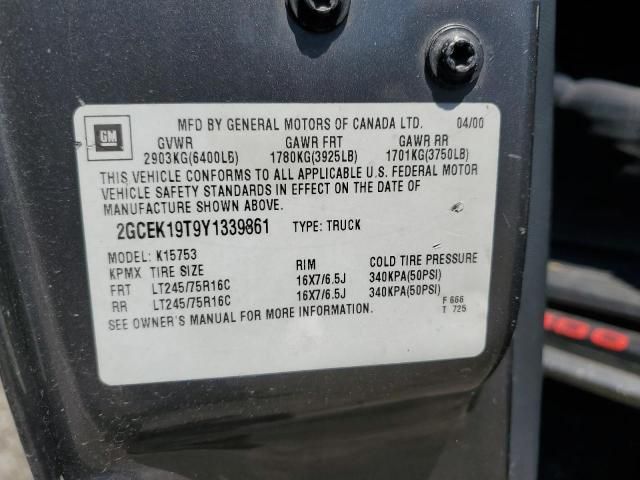 GM
MFD BY GENERAL MOTORS OF CANADA LTD. 04/00
GVWR GAWR FRT GAWR RR
2903KG(6400LB) 1780KG(3925LB) 1701KG(3750LB)
THIS VEHICLE CONFORMS TO ALL APPLICABLE U.S. FEDERAL MOTOR
VEHICLE SAFETY STANDARDS IN EFFECT ON THE DATE OF
MANUFACTURE SHOWN ABOVE.
2GCEK19T9Y1339861 TYPE: TRUCK
MODEL: K15753
KPMX TIRE SIZE RIM COLD TIRE PRESSURE
FRT LT245/75R16C 16X7/6.5J 340KPA(50PSI)
RR LT245/75R16C 16X7/6.5J 340KPA(50PSI)
SEE OWNER'S MANUAL FOR MORE INFORMATION.
F 666
T 725